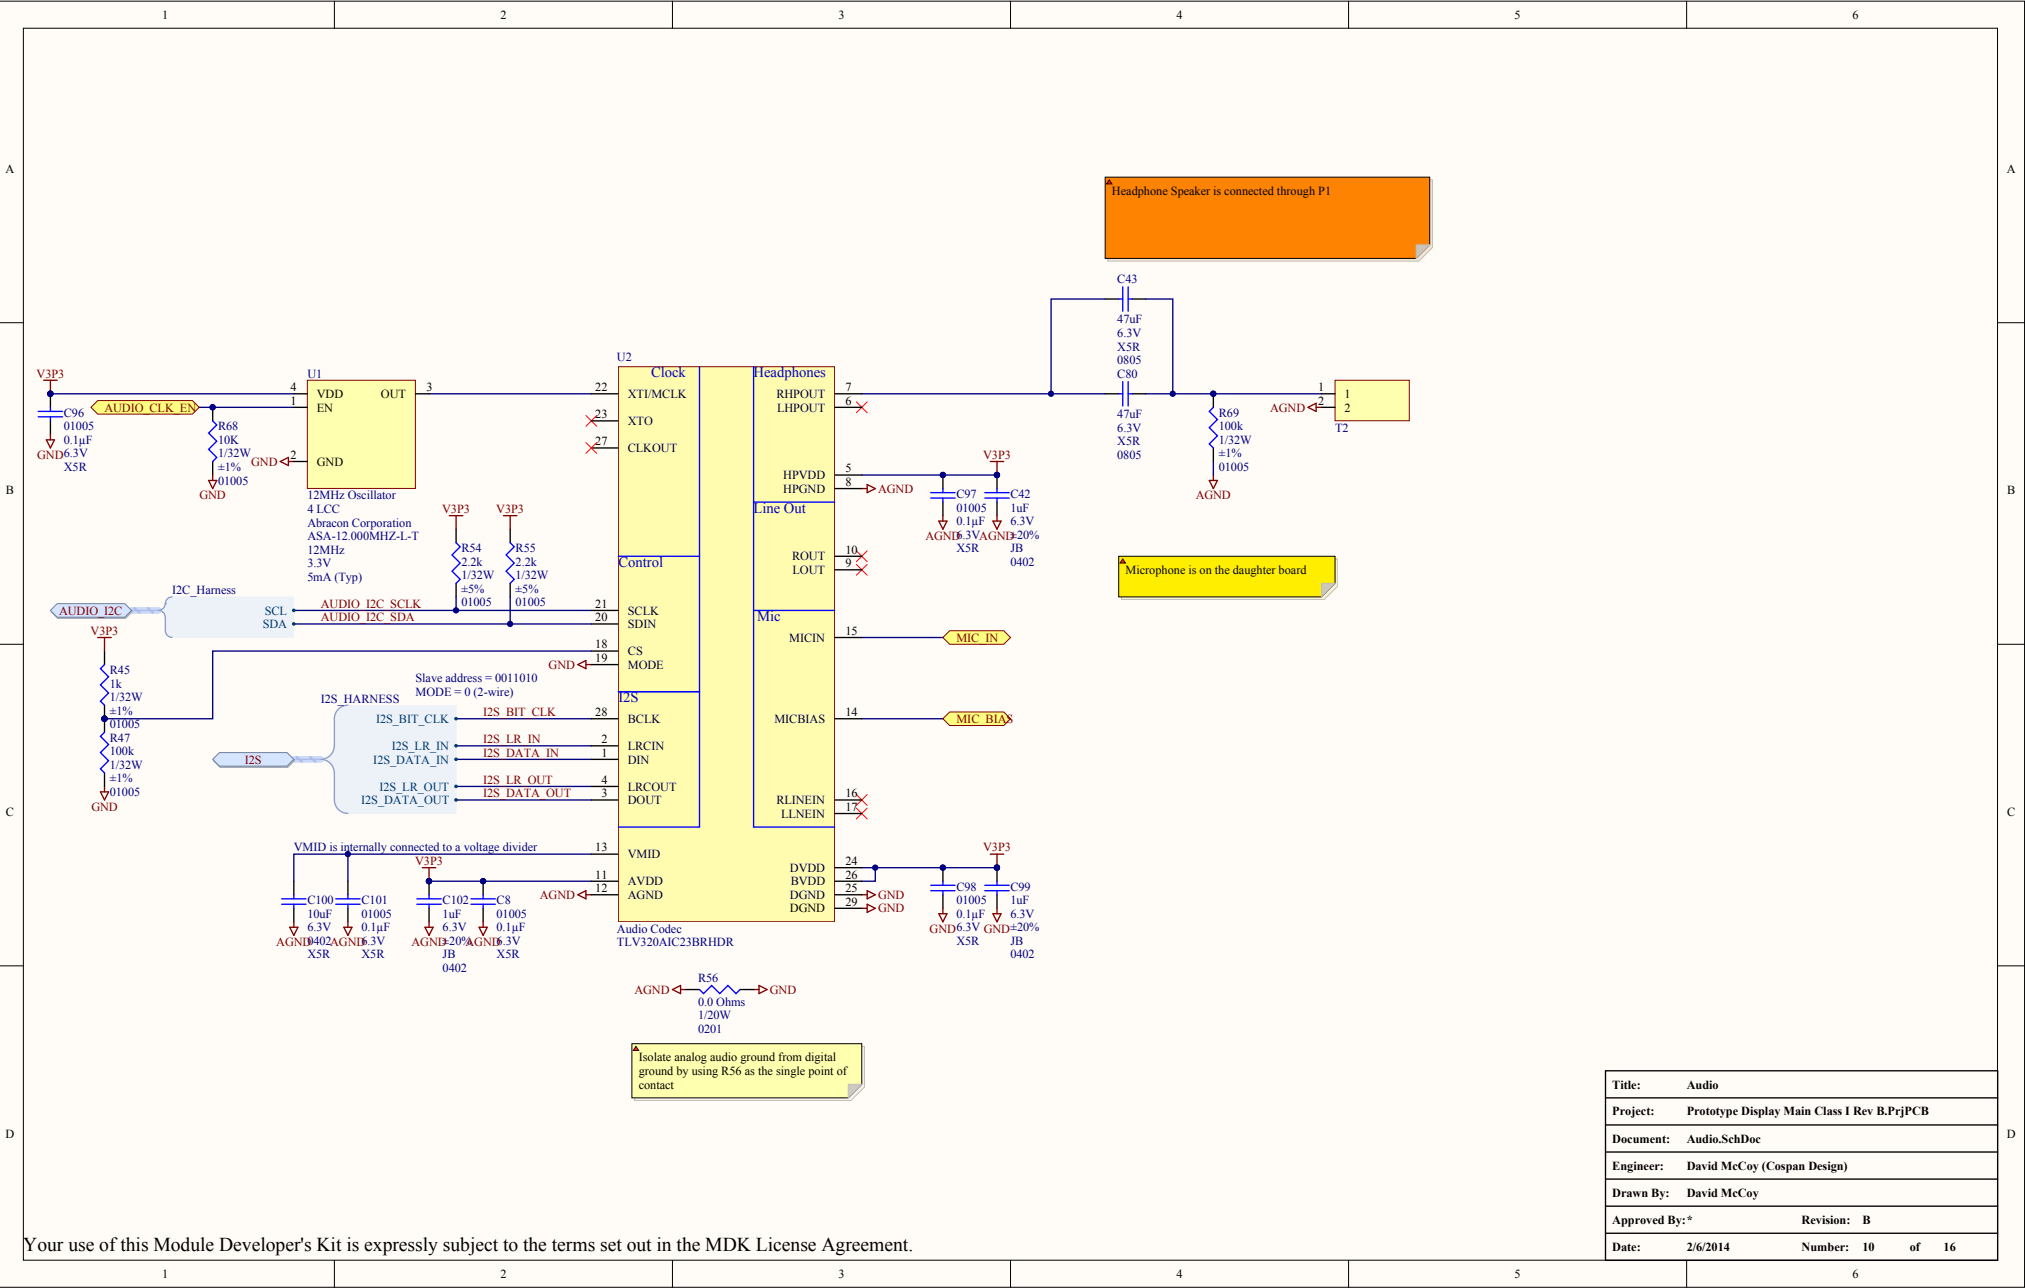 1 2 3 4 5 6
A A
Headphone Speaker is connected through P1
C43
47uF
6.3V
X5R
0805
C80
47uF
6.3V
X5R
0805
R69
100k
1/32W
±1%
01005
AGND
1 1
AGND 2 2
T2
V3P3
C96
01005
0.1µF
6.3V
X5R
GND
AUDIO_CLK_EN
R68
10K
1/32W
±1%
01005
GND
U1
4 VDD OUT 3
1 EN
GND 2 GND
12MHz Oscillator
4 LCC
Abracon Corporation
ASA-12.000MHZ-L-T
12MHz
3.3V
5mA (Typ)
B B
U2
Clock
22 XTI/MCLK
23 XTO
27 CLKOUT
Headphones
RHPOUT 7
LHPOUT 6
HPVDD 5
HPGND 8 AGND
V3P3
C97
01005
0.1µF
6.3V
X5R
AGND
C42
1uF
6.3V
±20%
JB
0402
AGND
Line Out
ROUT 10
LOUT 9
Microphone is on the daughter board
V3P3
R54
2.2k
1/32W
±5%
01005
V3P3
R55
2.2k
1/32W
±5%
01005
Control
I2C_Harness
AUDIO_I2C
SCL AUDIO_I2C_SCLK 21 SCLK
SDA AUDIO_I2C_SDA 20 SDIN
18 CS
GND 19 MODE
Mic
MICIN 15 MIC_IN
MICBIAS 14 MIC_BIAS
RLINEIN 16
LLNEIN 17
V3P3
R45
1k
1/32W
±1%
01005
R47
100k
1/32W
±1%
01005
GND
Slave address = 0011010
MODE = 0 (2-wire)
I2S_HARNESS
I2S
I2S
I2S_BIT_CLK I2S_BIT_CLK 28 BCLK
I2S_LR_IN I2S_LR_IN 2 LRCIN
I2S_DATA_IN I2S_DATA_IN 1 DIN
I2S_LR_OUT I2S_LR_OUT 4 LRCOUT
I2S_DATA_OUT I2S_DATA_OUT 3 DOUT
C C
VMID is internally connected to a voltage divider
13 VMID
V3P3
11 AVDD
AGND 12 AGND
C100
10uF
6.3V
0402
X5R
AGND
C101
01005
0.1µF
6.3V
X5R
AGND
C102
1uF
6.3V
±20%
JB
0402
AGND
C8
01005
0.1µF
6.3V
X5R
AGND
DVDD 24
BVDD 26
DGND 25 GND
DGND 29 GND
V3P3
C98
01005
0.1µF
6.3V
X5R
GND
C99
1uF
6.3V
±20%
JB
0402
GND
Audio Codec
TLV320AIC23BRHDR
R56
AGND GND
0.0 Ohms
1/20W
0201
Isolate analog audio ground from digital
ground by using R56 as the single point of
contact
D D
Title: Audio
Project: Prototype Display Main Class I Rev B.PrjPCB
Document: Audio.SchDoc
Engineer: David McCoy (Cospan Design)
Drawn By: David McCoy
Approved By: * Revision: B
Date: 2/6/2014 Number: 10 of 16
Your use of this Module Developer's Kit is expressly subject to the terms set out in the MDK License Agreement.
1 2 3 4 5 6